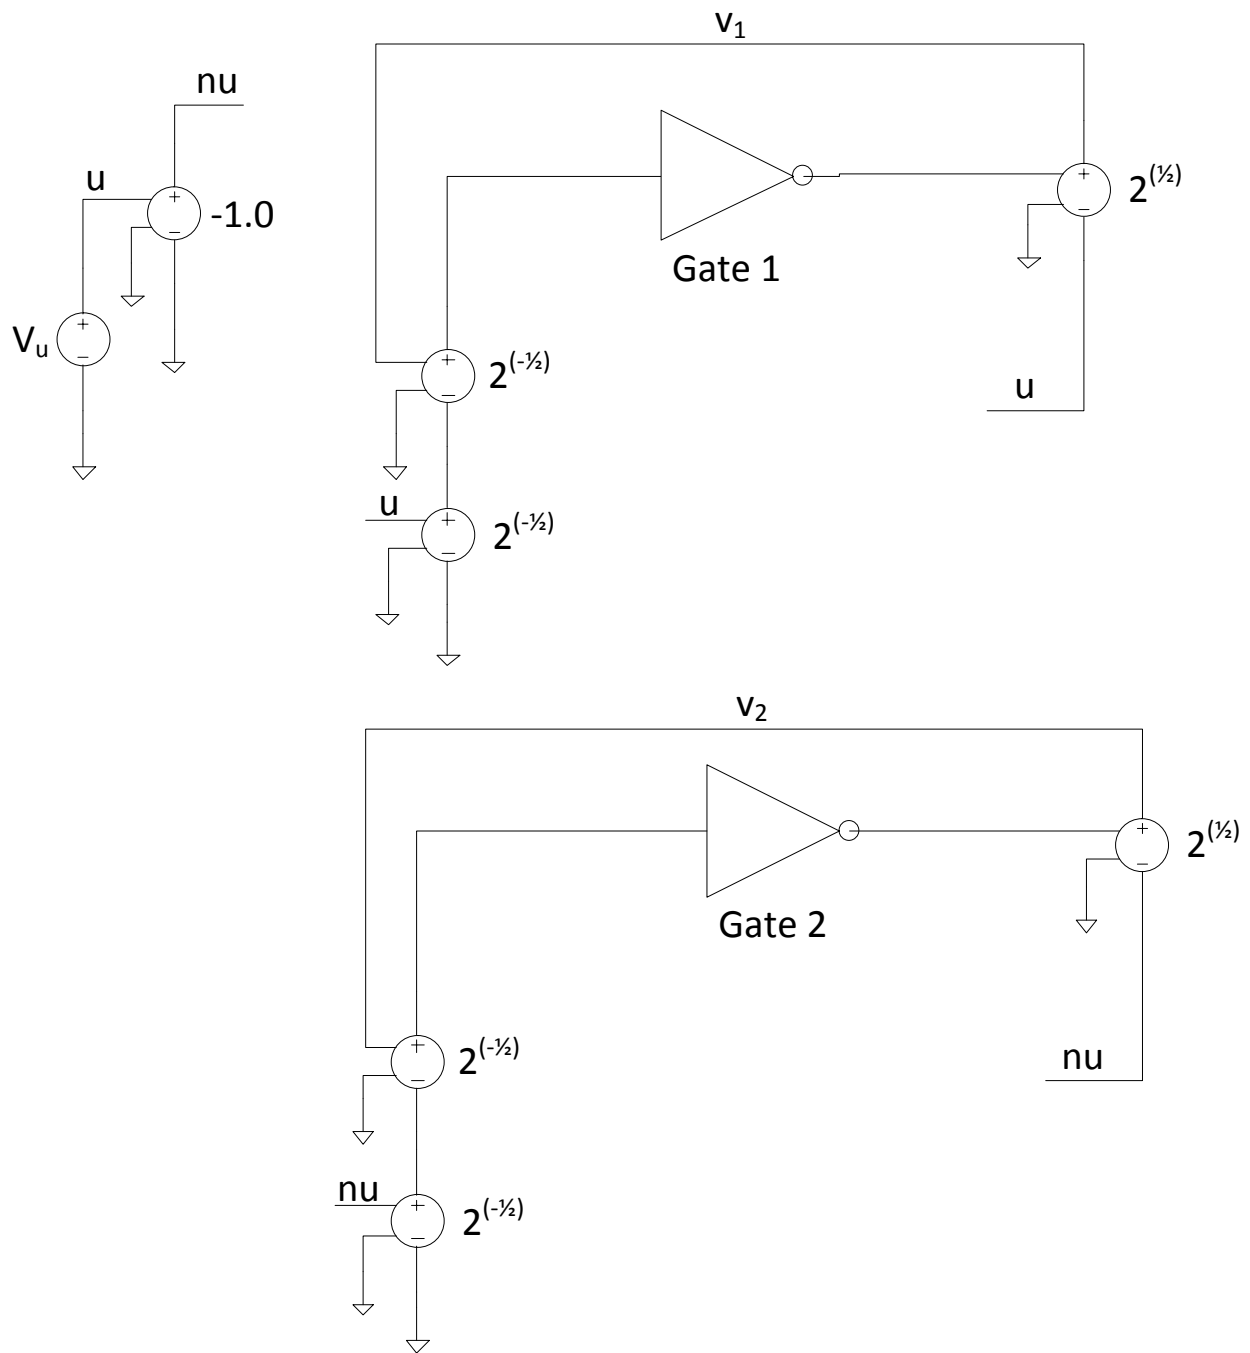 v₁
nu
u
-1.0
2^(½)
Gate 1
Vᵤ
2^(-½)
u
u
2^(-½)
v₂
2^(½)
Gate 2
2^(-½)
nu
nu
2^(-½)